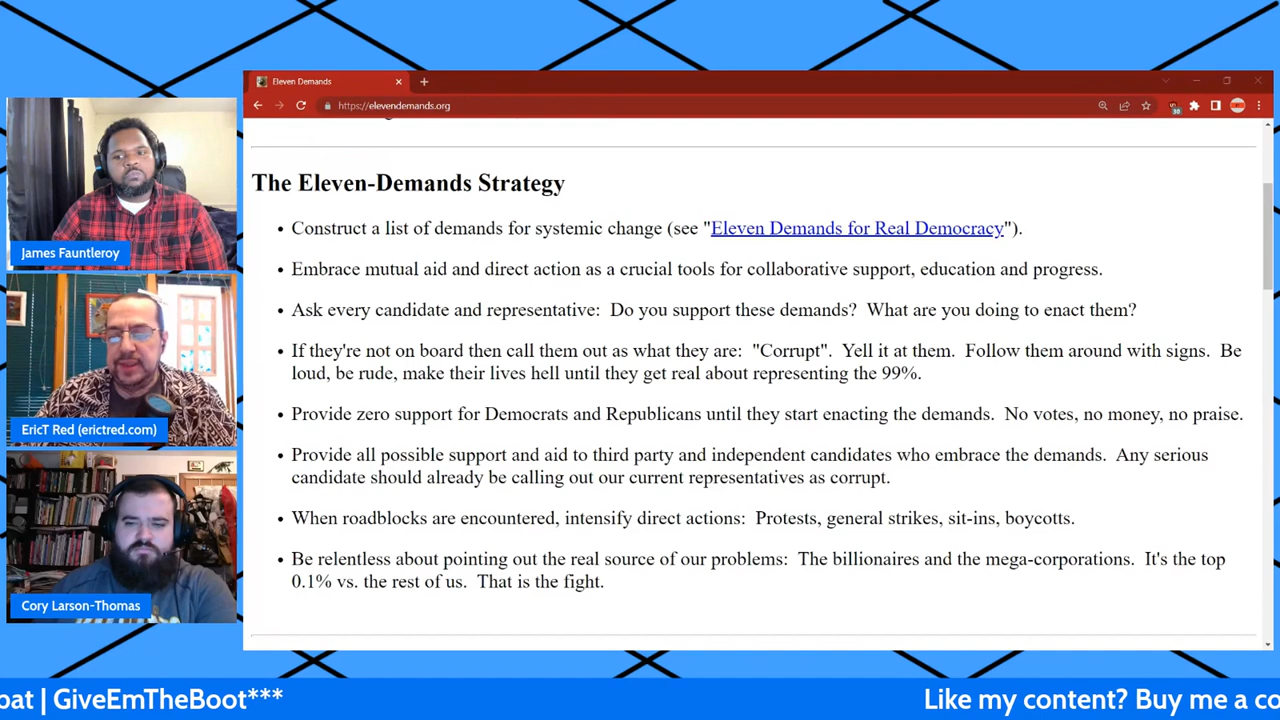 Eleven Demands
https://elevendemands.org
30
The Eleven-Demands Strategy
• Construct a list of demands for systemic change (see "Eleven Demands for Real Democracy").
• Embrace mutual aid and direct action as a crucial tools for collaborative support, education and progress.
• Ask every candidate and representative:  Do you support these demands?  What are you doing to enact them?
• If they're not on board then call them out as what they are:  "Corrupt".  Yell it at them.  Follow them around with signs.  Be
loud, be rude, make their lives hell until they get real about representing the 99%.
• Provide zero support for Democrats and Republicans until they start enacting the demands.  No votes, no money, no praise.
• Provide all possible support and aid to third party and independent candidates who embrace the demands.  Any serious
candidate should already be calling out our current representatives as corrupt.
• When roadblocks are encountered, intensify direct actions:  Protests, general strikes, sit-ins, boycotts.
• Be relentless about pointing out the real source of our problems:  The billionaires and the mega-corporations.  It's the top
0.1% vs. the rest of us.  That is the fight.
James Fauntleroy
EricT Red (erictred.com)
Cory Larson-Thomas
pat | GiveEmTheBoot***
Like my content? Buy me a co